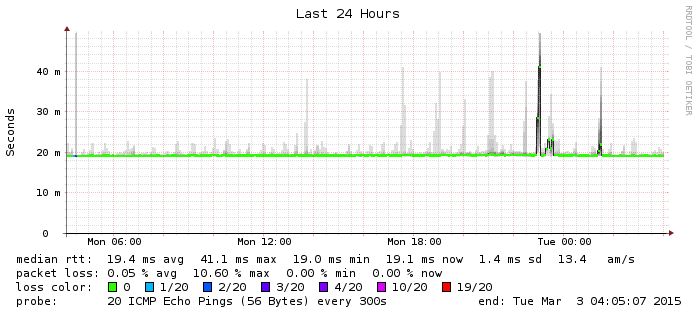 Last 24 Hours
RRDTOOL / TOBI OETIKER
Seconds
40 m
30 m
20 m
10 m
0
Mon 06:00 Mon 12:00 Mon 18:00 Tue 00:00
median rtt: 19.4 ms avg 41.1 ms max 19.0 ms min 19.1 ms now 1.4 ms sd 13.4 am/s
packet loss: 0.05 % avg 10.60 % max 0.00 % min 0.00 % now
loss color: 0 1/20 2/20 3/20 4/20 10/20 19/20
probe: 20 ICMP Echo Pings (56 Bytes) every 300s end: Tue Mar 3 04:05:07 2015